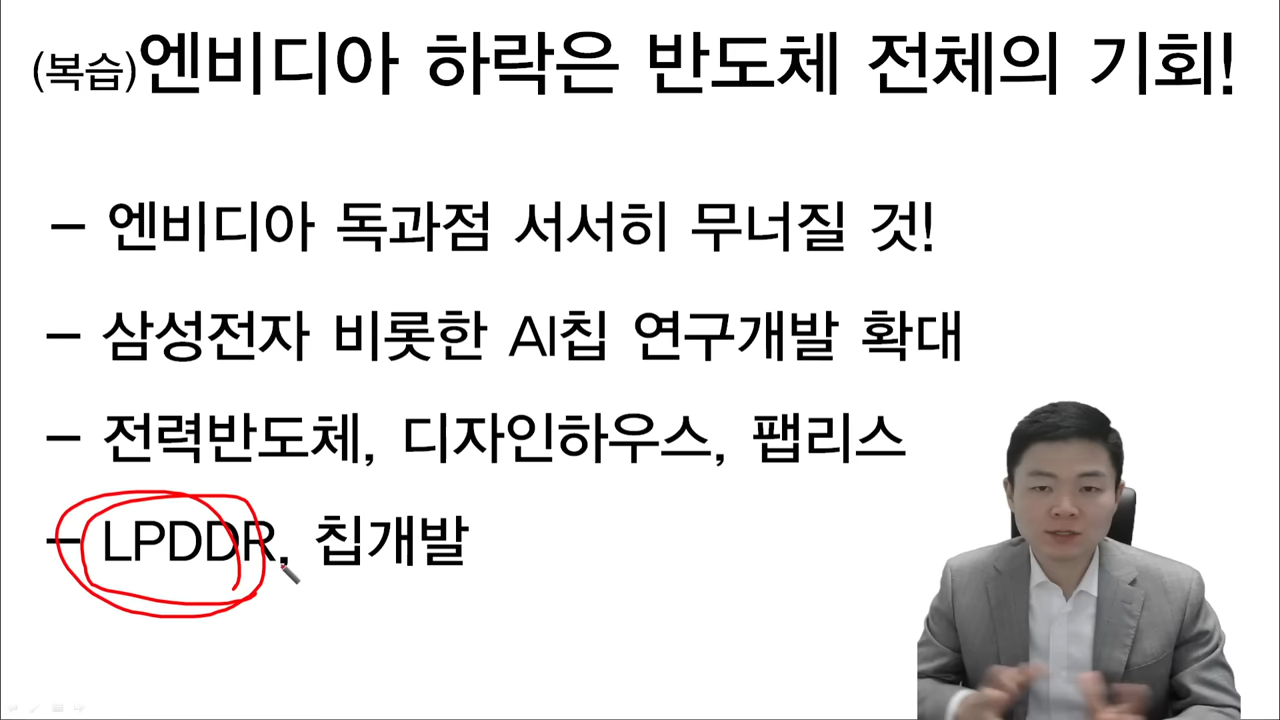 (복습)엔비디아 하락은 반도체 전체의 기회!
– 엔비디아 독과점 서서히 무너질 것!
– 삼성전자 비롯한 AI칩 연구개발 확대
– 전력반도체, 디자인하우스, 팹리스
– LPDDR, 칩개발